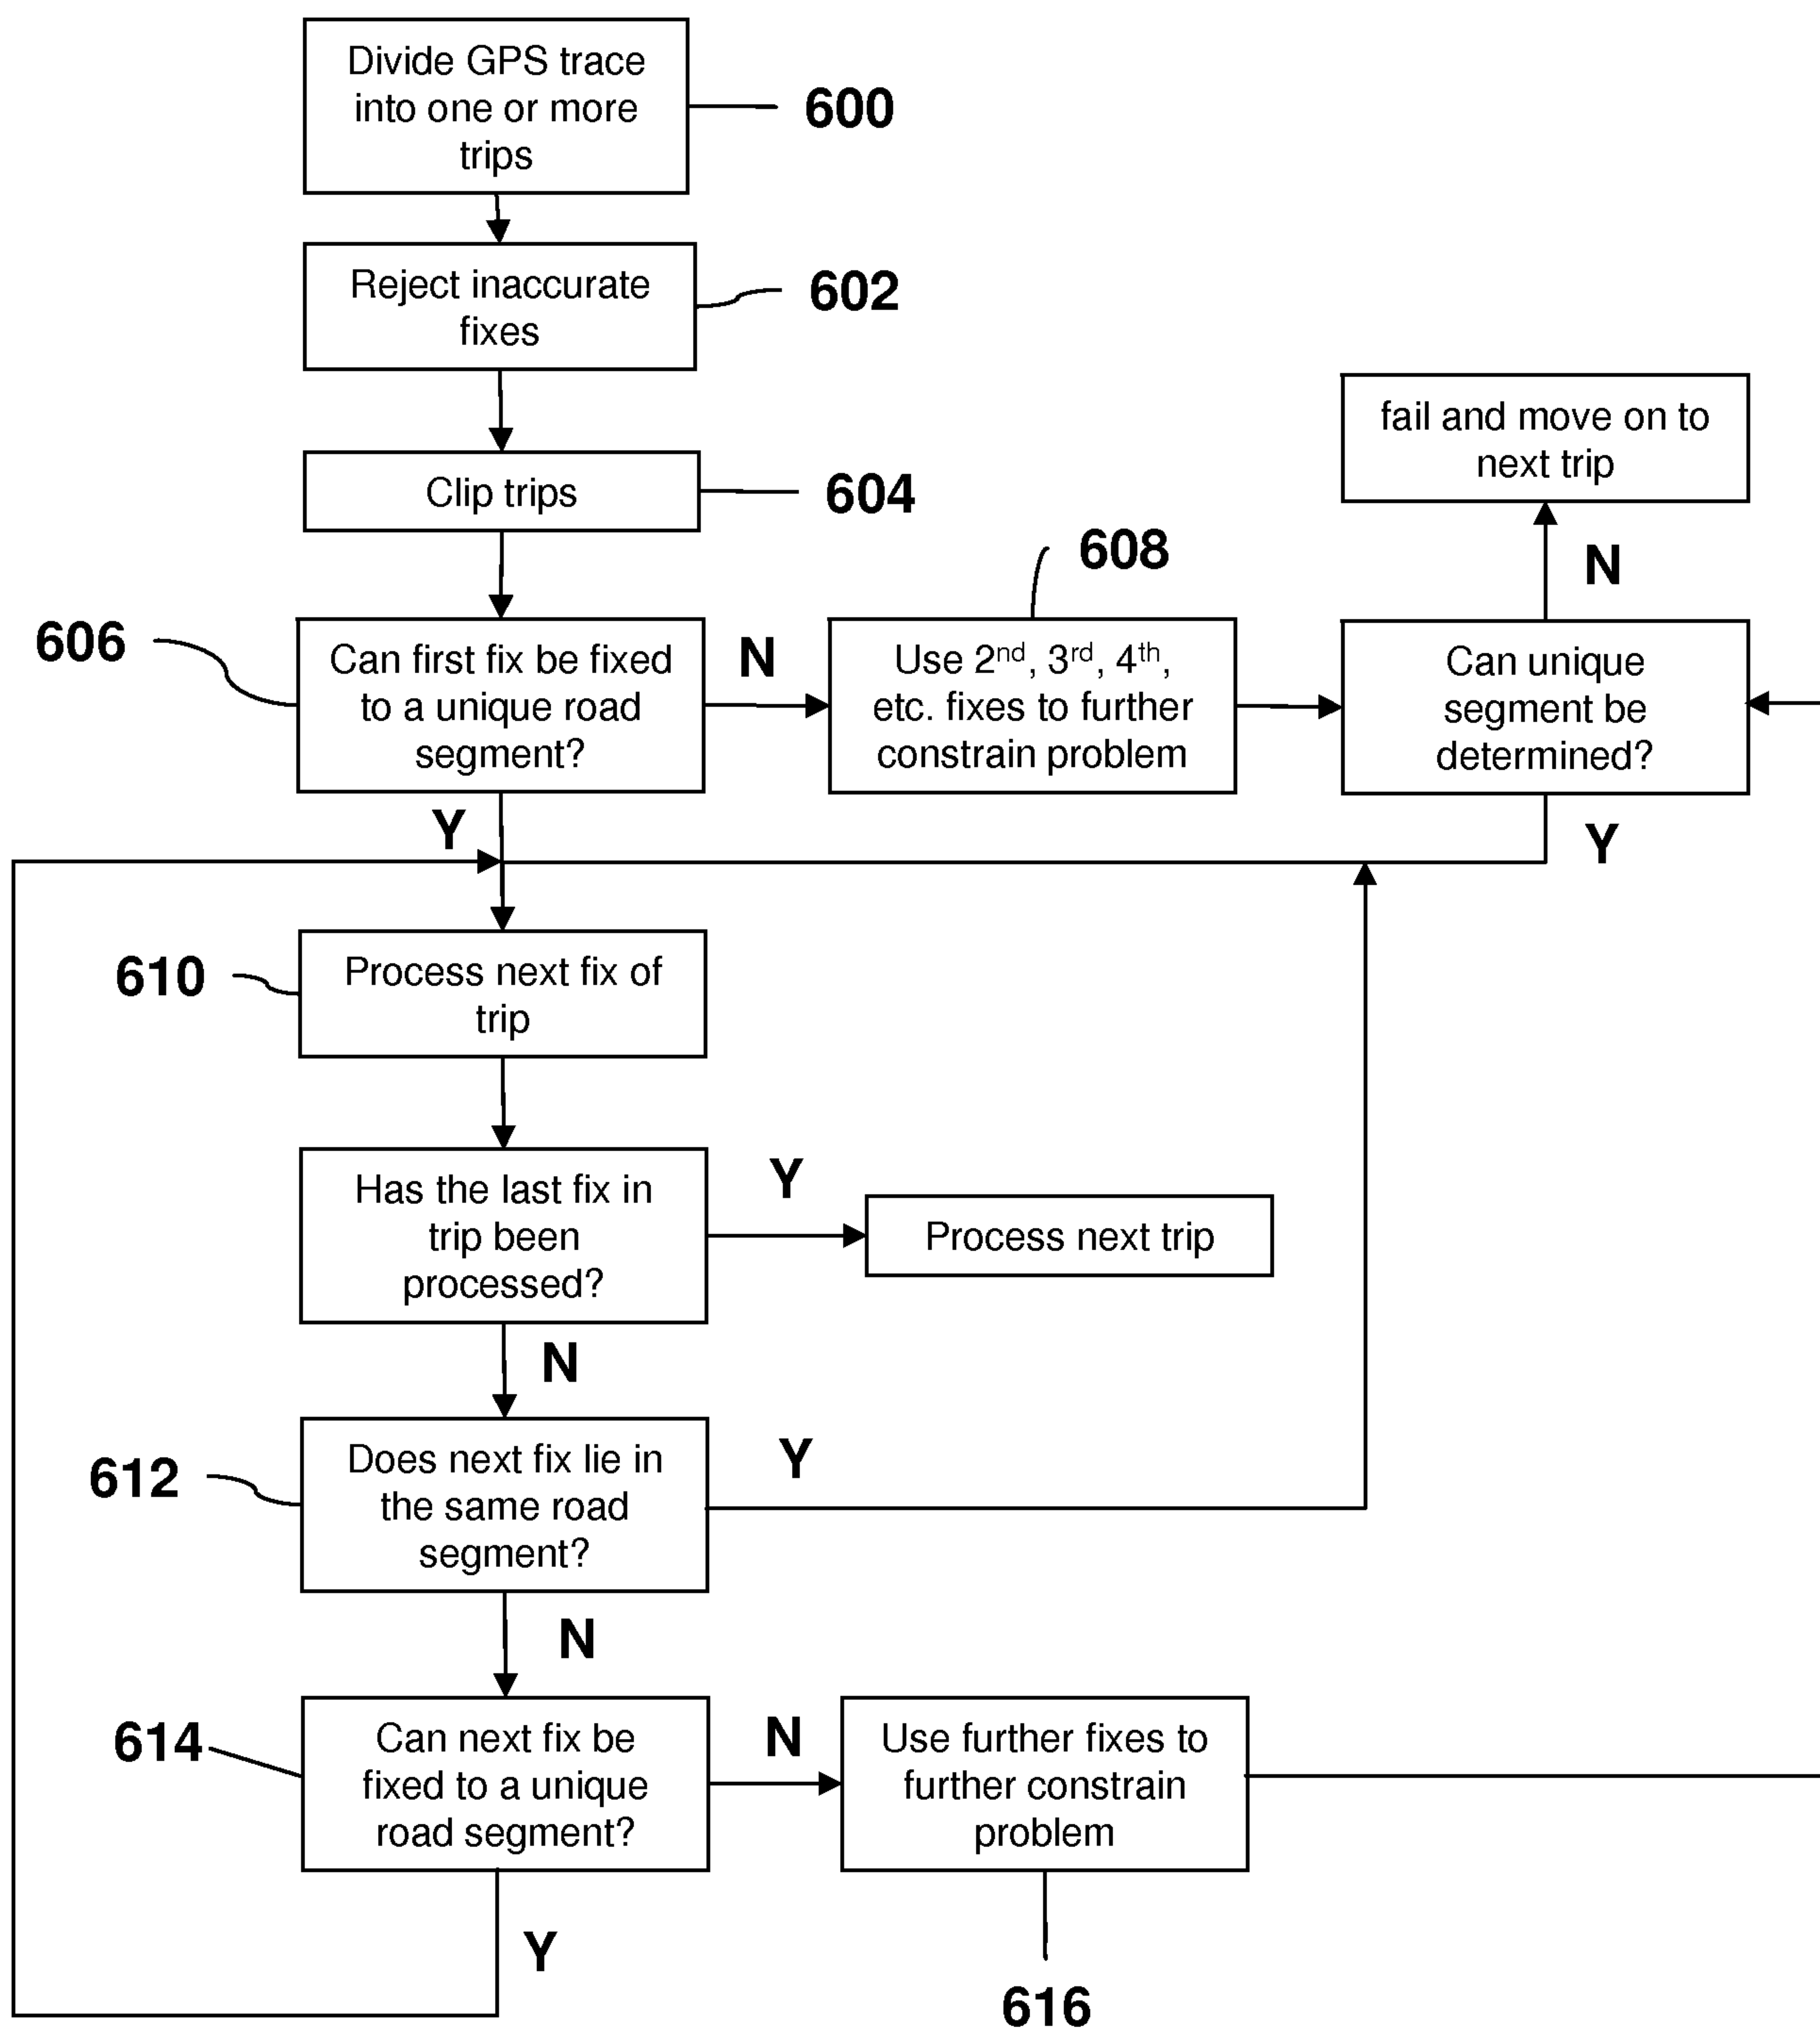 Divide GPS trace
into one or more
trips
600
Reject inaccurate
fixes
602
Clip trips
604
fail and move on to
next trip
N
608
606
Can first fix be fixed
to a unique road
segment?
N
Use 2nd, 3rd, 4th,
etc. fixes to further
constrain problem
Can unique
segment be
determined?
Y
Y
610
Process next fix of
trip
Has the last fix in
trip been
processed?
Y
Process next trip
N
612
Does next fix lie in
the same road
segment?
Y
N
614
Can next fix be
fixed to a unique
road segment?
N
Use further fixes to
further constrain
problem
Y
616